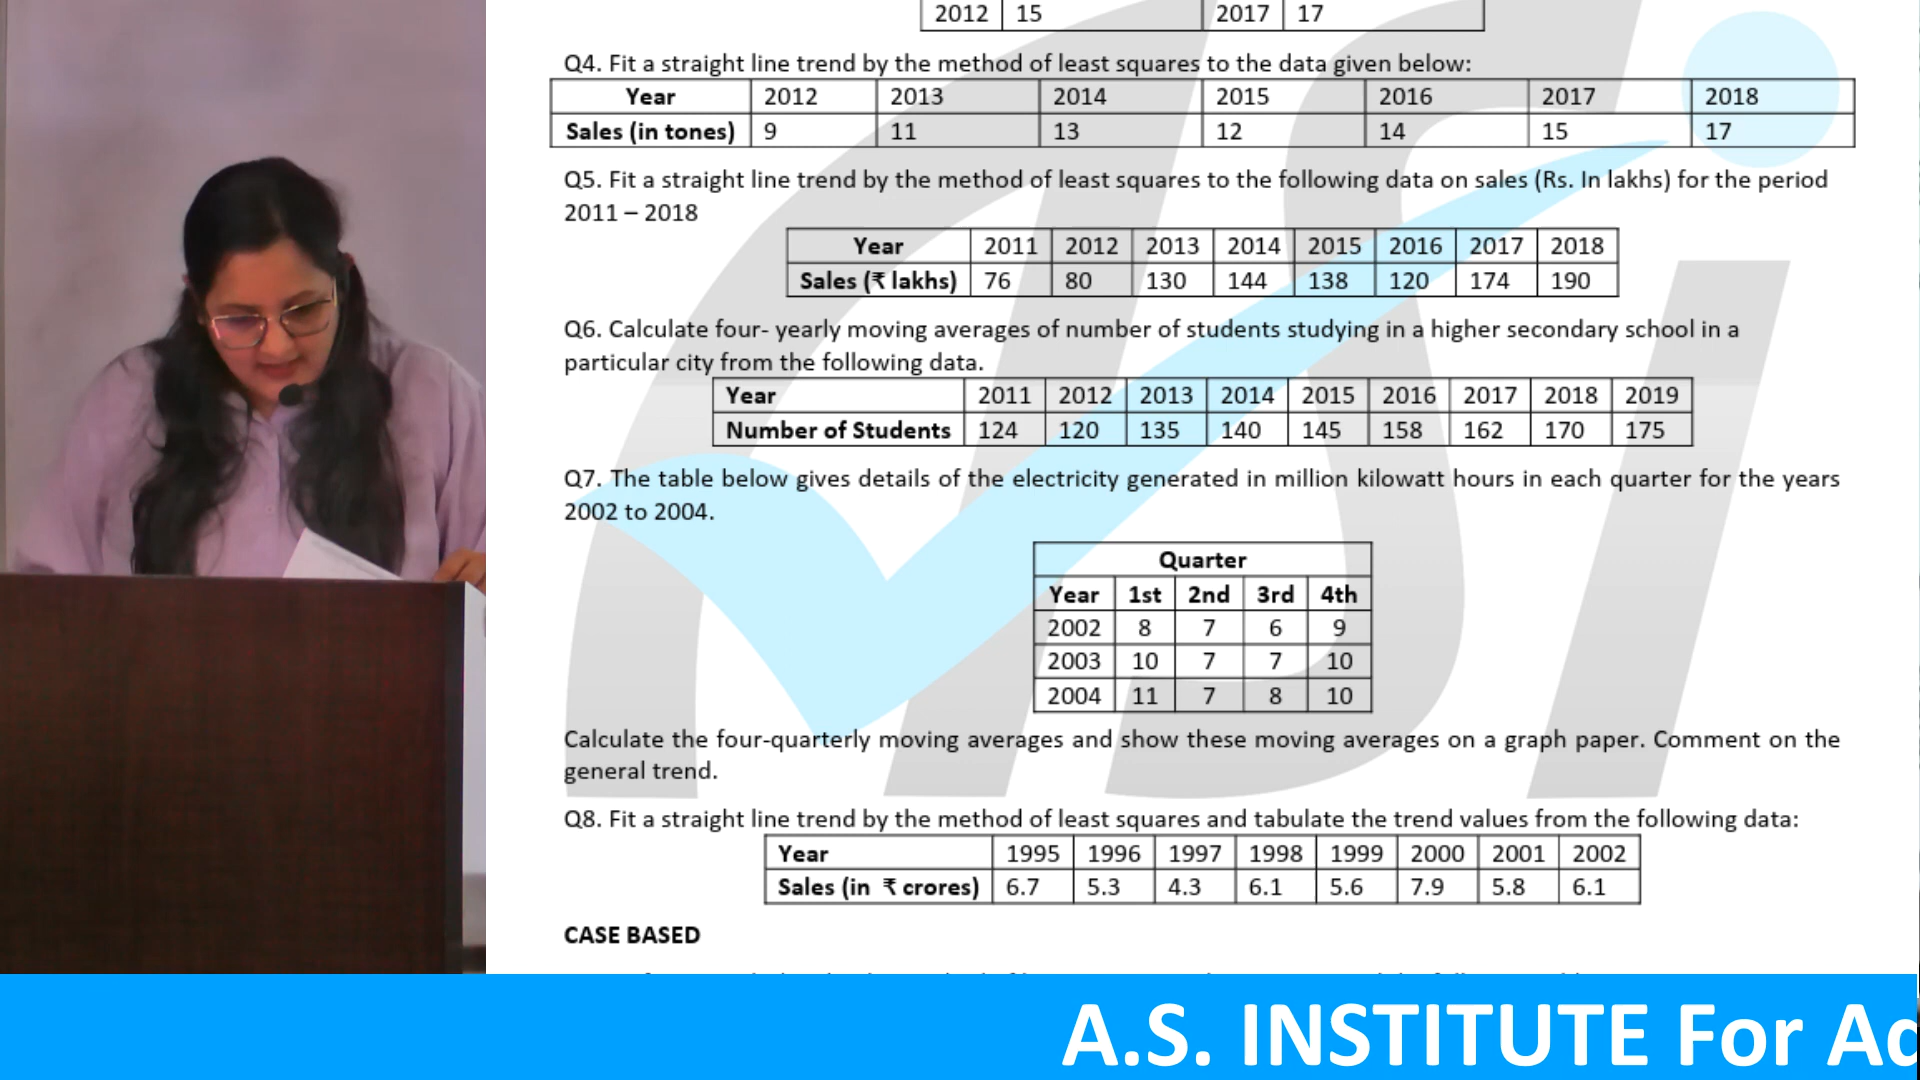 2012 15 2017 17
Q4. Fit a straight line trend by the method of least squares to the data given below:
Year 2012 2013 2014 2015 2016 2017 2018
Sales (in tones) 9 11 13 12 14 15 17
Q5. Fit a straight line trend by the method of least squares to the following data on sales (Rs. In lakhs) for the period
2011 – 2018
Year 2011 2012 2013 2014 2015 2016 2017 2018
Sales (₹ lakhs) 76 80 130 144 138 120 174 190
Q6. Calculate four- yearly moving averages of number of students studying in a higher secondary school in a
particular city from the following data.
Year 2011 2012 2013 2014 2015 2016 2017 2018 2019
Number of Students 124 120 135 140 145 158 162 170 175
Q7. The table below gives details of the electricity generated in million kilowatt hours in each quarter for the years
2002 to 2004.
Quarter
Year 1st 2nd 3rd 4th
2002 8 7 6 9
2003 10 7 7 10
2004 11 7 8 10
Calculate the four-quarterly moving averages and show these moving averages on a graph paper. Comment on the
general trend.
Q8. Fit a straight line trend by the method of least squares and tabulate the trend values from the following data:
Year 1995 1996 1997 1998 1999 2000 2001 2002
Sales (in ₹ crores) 6.7 5.3 4.3 6.1 5.6 7.9 5.8 6.1
CASE BASED
A.S. INSTITUTE For